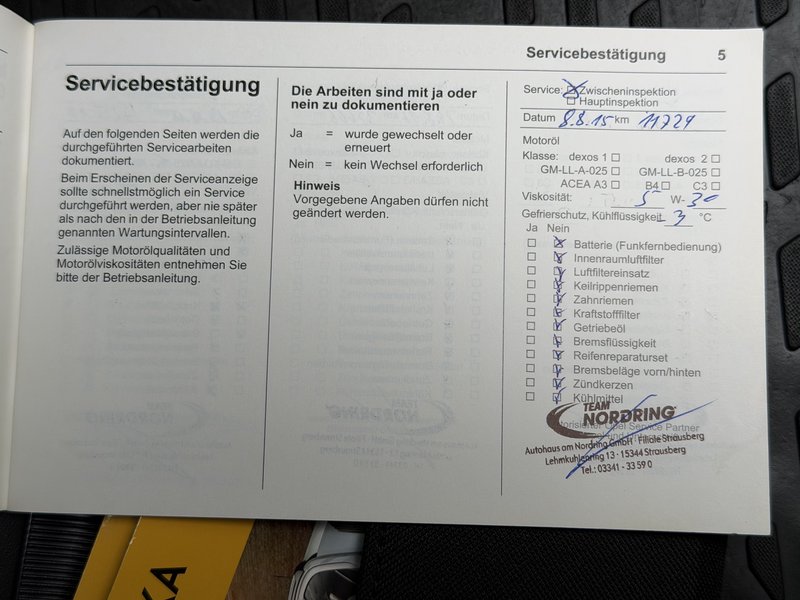 Servicebestätigung 5
Servicebestätigung
Auf den folgenden Seiten werden die
durchgeführten Servicearbeiten
dokumentiert.
Beim Erscheinen der Serviceanzeige
sollte schnellstmöglich ein Service
durchgeführt werden, aber nie später
als nach den in der Betriebsanleitung
genannten Wartungsintervallen.
Zulässige Motorölqualitäten und
Motorölviskositäten entnehmen Sie
bitte der Betriebsanleitung.
Die Arbeiten sind mit ja oder
nein zu dokumentieren
Ja = wurde gewechselt oder
erneuert
Nein = kein Wechsel erforderlich
Hinweis
Vorgegebene Angaben dürfen nicht
geändert werden.
Service: Zwischeninspektion
Hauptinspektion
Datum 8.8.15 km 11729
Motoröl
Klasse: dexos 1 dexos 2
GM-LL-A-025 GM-LL-B-025
ACEA A3 B4 C3
Viskosität: 5 W- 30
Gefrierschutz, Kühlflüssigkeit °C
Ja Nein
Batterie (Funkfernbedienung)
Innenraumluftfilter
Luftfiltereinsatz
Keilrippenriemen
Zahnriemen
Kraftstofffilter
Getriebeöl
Bremsflüssigkeit
Reifenreparaturset
Bremsbeläge vorn/hinten
Zündkerzen
Kühlmittel
TEAM
NORDRING
Opel Service Partner
Autohaus am Nordring GmbH · Filiale Strausberg
Lehmkuhlenring 13 · 15344 Strausberg
Tel.: 03341 - 33 59 0